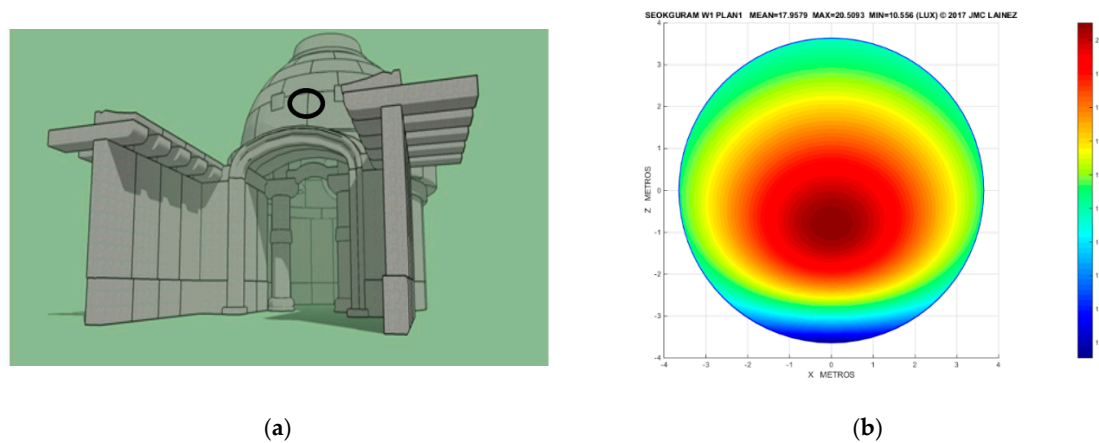 SEOKGURAM W1 PLAN1 MEAN=17.9579 MAX=20.5093 MIN=10.556 (LUX) © 2017 JMC LAINEZ
4
3
2
1
0
-1
-2
-3
-4
Z METROS
-4 -3 -2 -1 0 1 2 3 4
X METROS
(a)
(b)